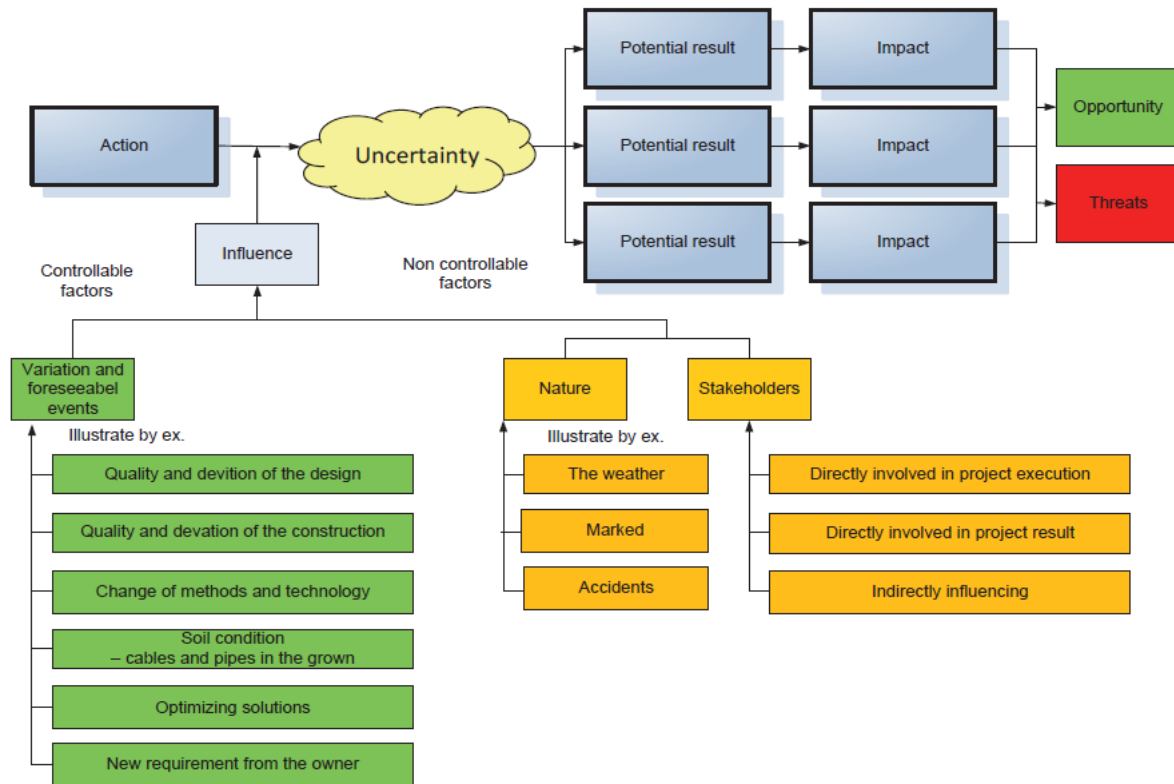 Potential result
Impact
Opportunity
Action
Uncertainty
Potential result
Impact
Threats
Potential result
Impact
Influence
Controllable
factors
Non controllable
factors
Variation and
foreseeabel
events
Nature
Stakeholders
Illustrate by ex.
Illustrate by ex.
Quality and devition of the design
The weather
Directly involved in project execution
Quality and devation of the construction
Marked
Directly involved in project result
Change of methods and technology
Accidents
Indirectly influencing
Soil condition
– cables and pipes in the grown
Optimizing solutions
New requirement from the owner